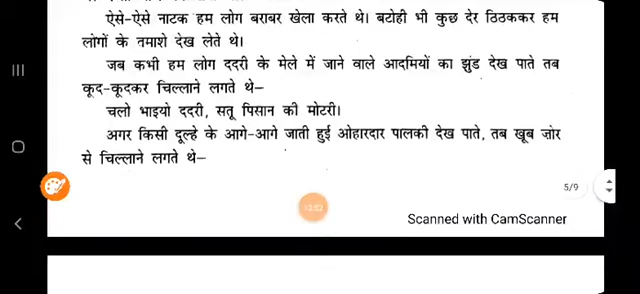 ऐसे-ऐसे नाटक हम लोग बराबर खेला करते थे। बटोही भी कुछ देर ठिठककर हम
लोगों के तमाशे देख लेते थे।
जब कभी हम लोग ददरी के मेले में जाने वाले आदमियों का झुंड देख पाते तब
कूद-कूदकर चिल्लाने लगते थे–
चलो भाइयो ददरी, सतू पिसान की मोटरी।
अगर किसी दूल्हे के आगे-आगे जाती हुई ओहारदार पालकी देख पाते, तब खूब ज़ोर
से चिल्लाने लगते थे–
5/9
Scanned with CamScanner